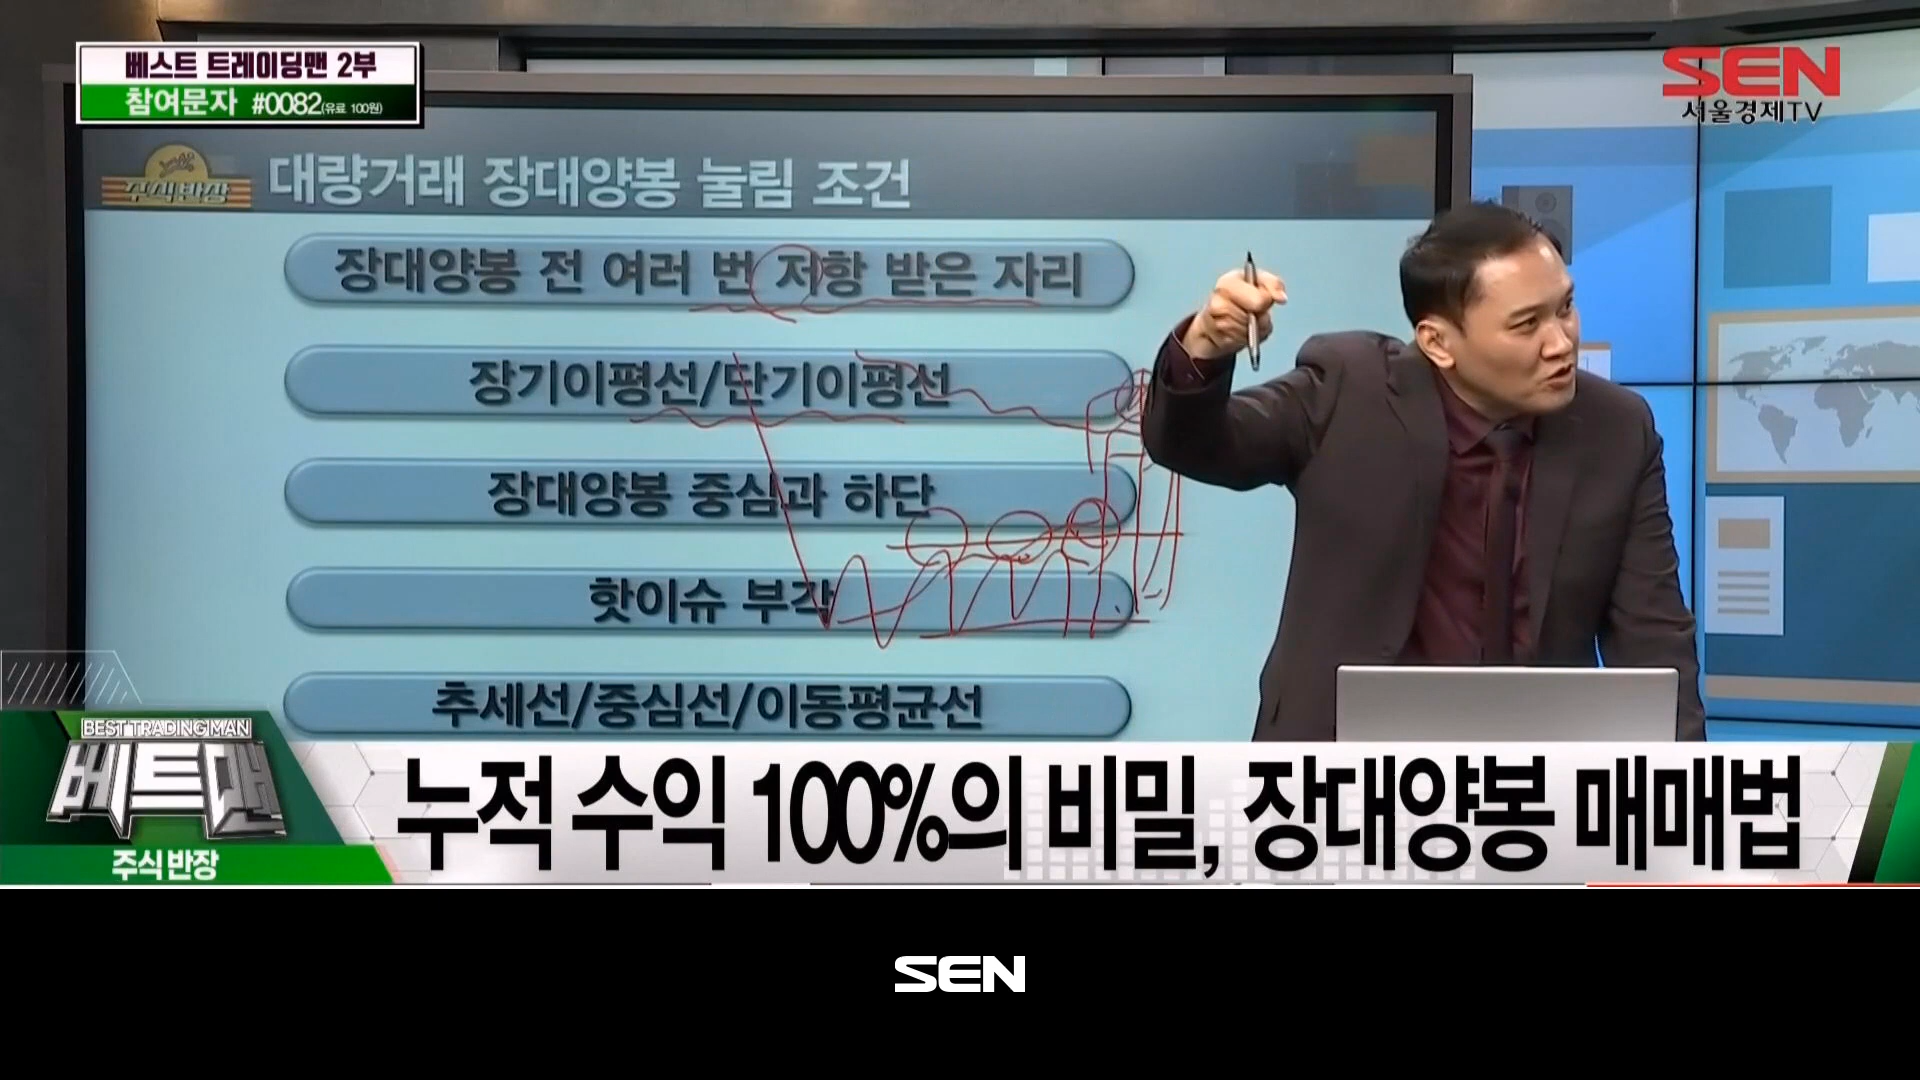 베스트 트레이딩맨 2부
참여문자 #0082(유료 100원)
SEN
서울경제TV
주식반장
대량거래 장대양봉 눌림 조건
장대양봉 전 여러 번 저항 받은 자리
장기이평선/단기이평선
장대양봉 중심과 하단
핫이슈 부각
추세선/중심선/이동평균선
BEST TRADING MAN
베트맨
주식반장
누적 수익 100%의 비밀, 장대양봉 매매법
SEN